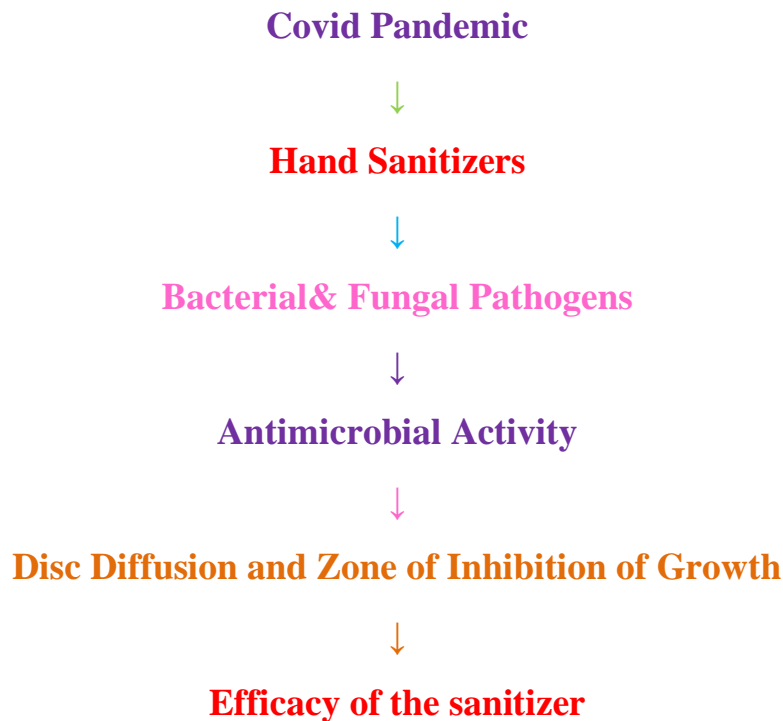 Covid Pandemic
↓
Hand Sanitizers
↓
Bacterial& Fungal Pathogens
↓
Antimicrobial Activity
↓
Disc Diffusion and Zone of Inhibition of Growth
↓
Efficacy of the sanitizer